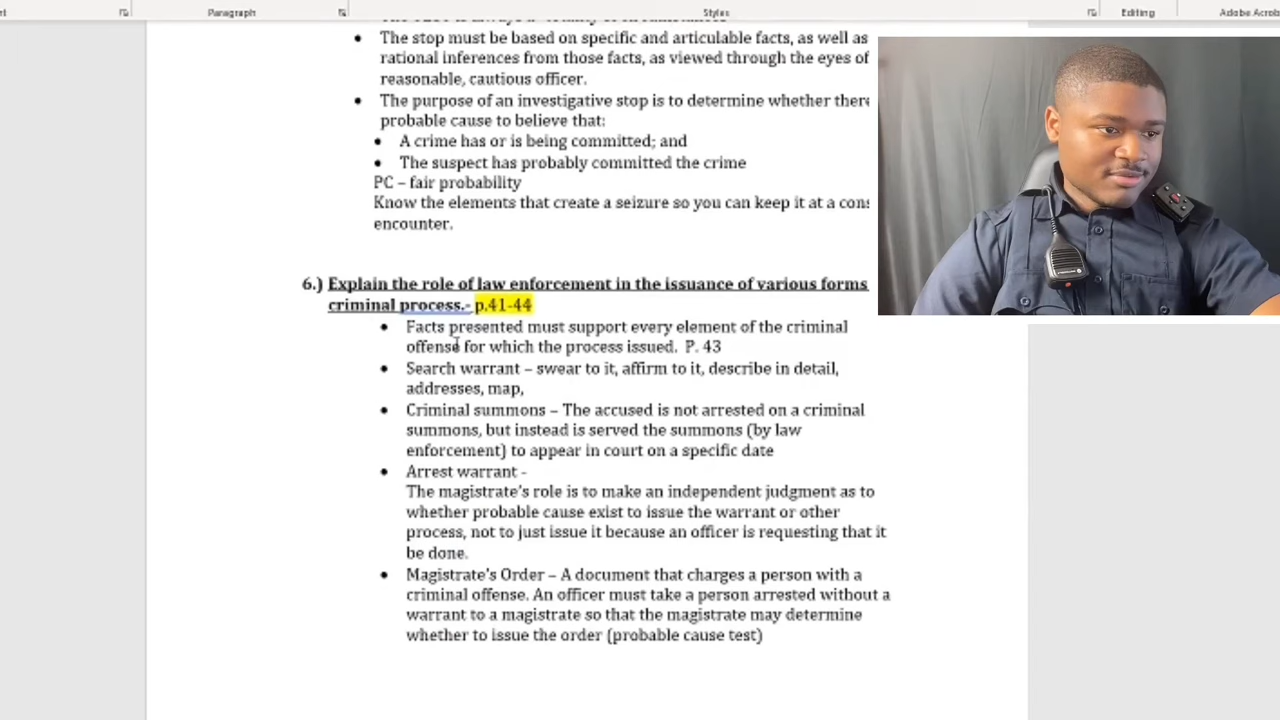 Paragraph
Styles
Editing
Adobe Acrob
• The stop must be based on specific and articulable facts, as well as
rational inferences from those facts, as viewed through the eyes of
reasonable, cautious officer.
• The purpose of an investigative stop is to determine whether there
probable cause to believe that:
• A crime has or is being committed; and
• The suspect has probably committed the crime
PC – fair probability
Know the elements that create a seizure so you can keep it at a cons
encounter.
6.) Explain the role of law enforcement in the issuance of various forms
criminal process.- p.41-44
• Facts presented must support every element of the criminal
offense for which the process issued. P. 43
• Search warrant – swear to it, affirm to it, describe in detail,
addresses, map,
• Criminal summons – The accused is not arrested on a criminal
summons, but instead is served the summons (by law
enforcement) to appear in court on a specific date
• Arrest warrant -
The magistrate's role is to make an independent judgment as to
whether probable cause exist to issue the warrant or other
process, not to just issue it because an officer is requesting that it
be done.
• Magistrate's Order – A document that charges a person with a
criminal offense. An officer must take a person arrested without a
warrant to a magistrate so that the magistrate may determine
whether to issue the order (probable cause test)